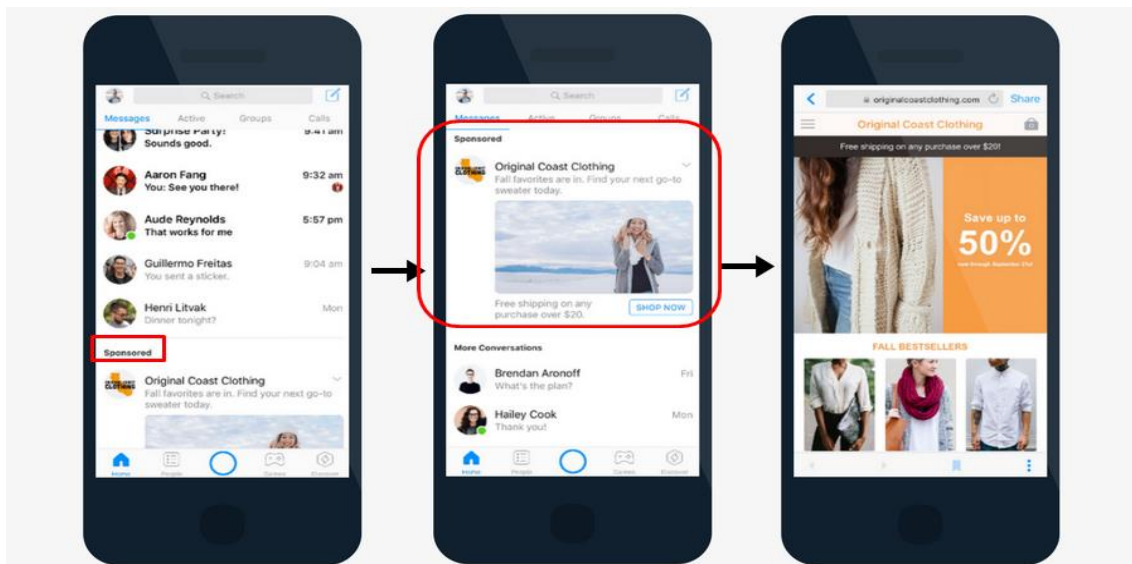 Search
Messages Active Groups Calls
Surprise Party! 9:41 am
Sounds good.
Aaron Fang 9:32 am
You: See you there!
Aude Reynolds 5:57 pm
That works for me
Guillermo Freitas 9:04 am
You sent a sticker.
Henri Litvak Mon
Dinner tonight?
Sponsored
Original Coast Clothing
Fall favorites are in. Find your next go-to
sweater today.
Home People Games Discover
Search
Messages Active Groups Calls
Sponsored
Original Coast Clothing
Fall favorites are in. Find your next go-to
sweater today.
Free shipping on any
purchase over $20.
SHOP NOW
More Conversations
Brendan Aronoff Fri
What's the plan?
Hailey Cook Mon
Thank you!
Home People Games Discover
originalcoastclothing.com Share
Original Coast Clothing
Free shipping on any purchase over $20!
Save up to
50%
FALL BESTSELLERS